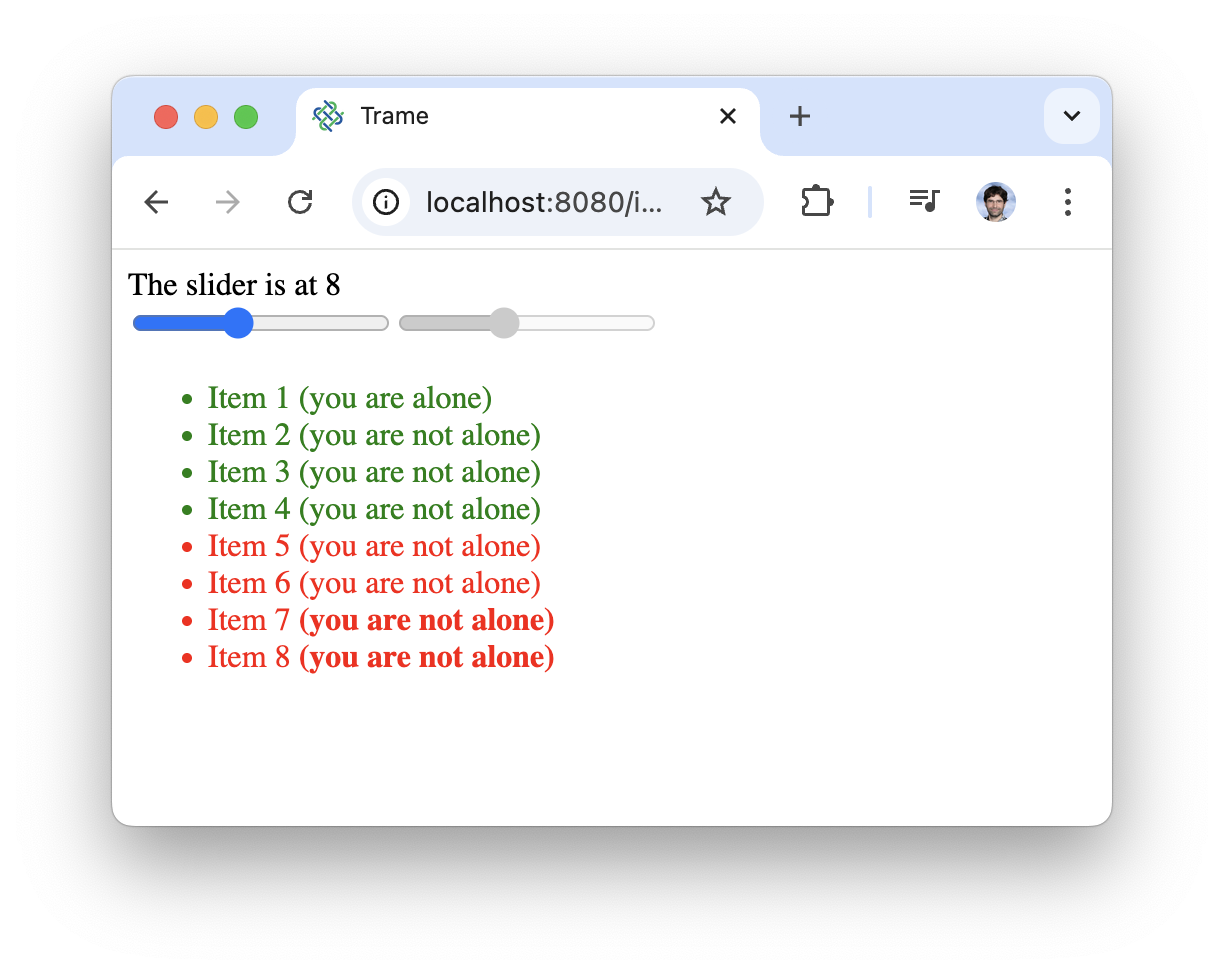 Trame
localhost:8080/i...
The slider is at 8
Item 1 (you are alone)
Item 2 (you are not alone)
Item 3 (you are not alone)
Item 4 (you are not alone)
Item 5 (you are not alone)
Item 6 (you are not alone)
Item 7 (you are not alone)
Item 8 (you are not alone)